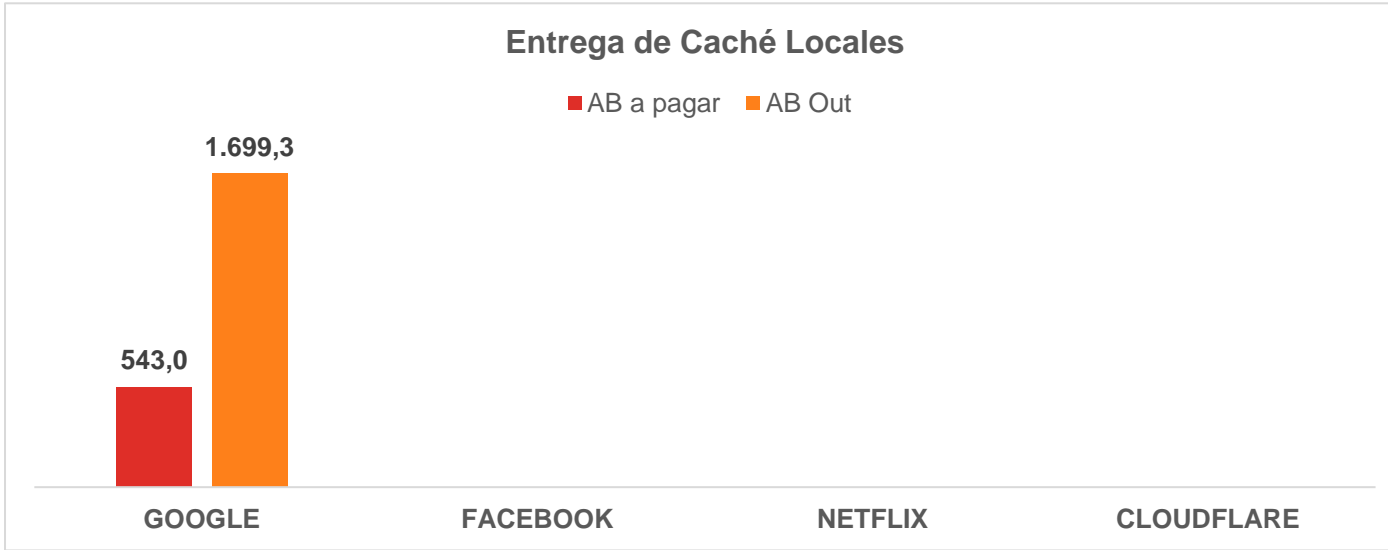 Entrega de Caché Locales
AB a pagar AB Out
1.699,3
543,0
GOOGLE FACEBOOK NETFLIX CLOUDFLARE